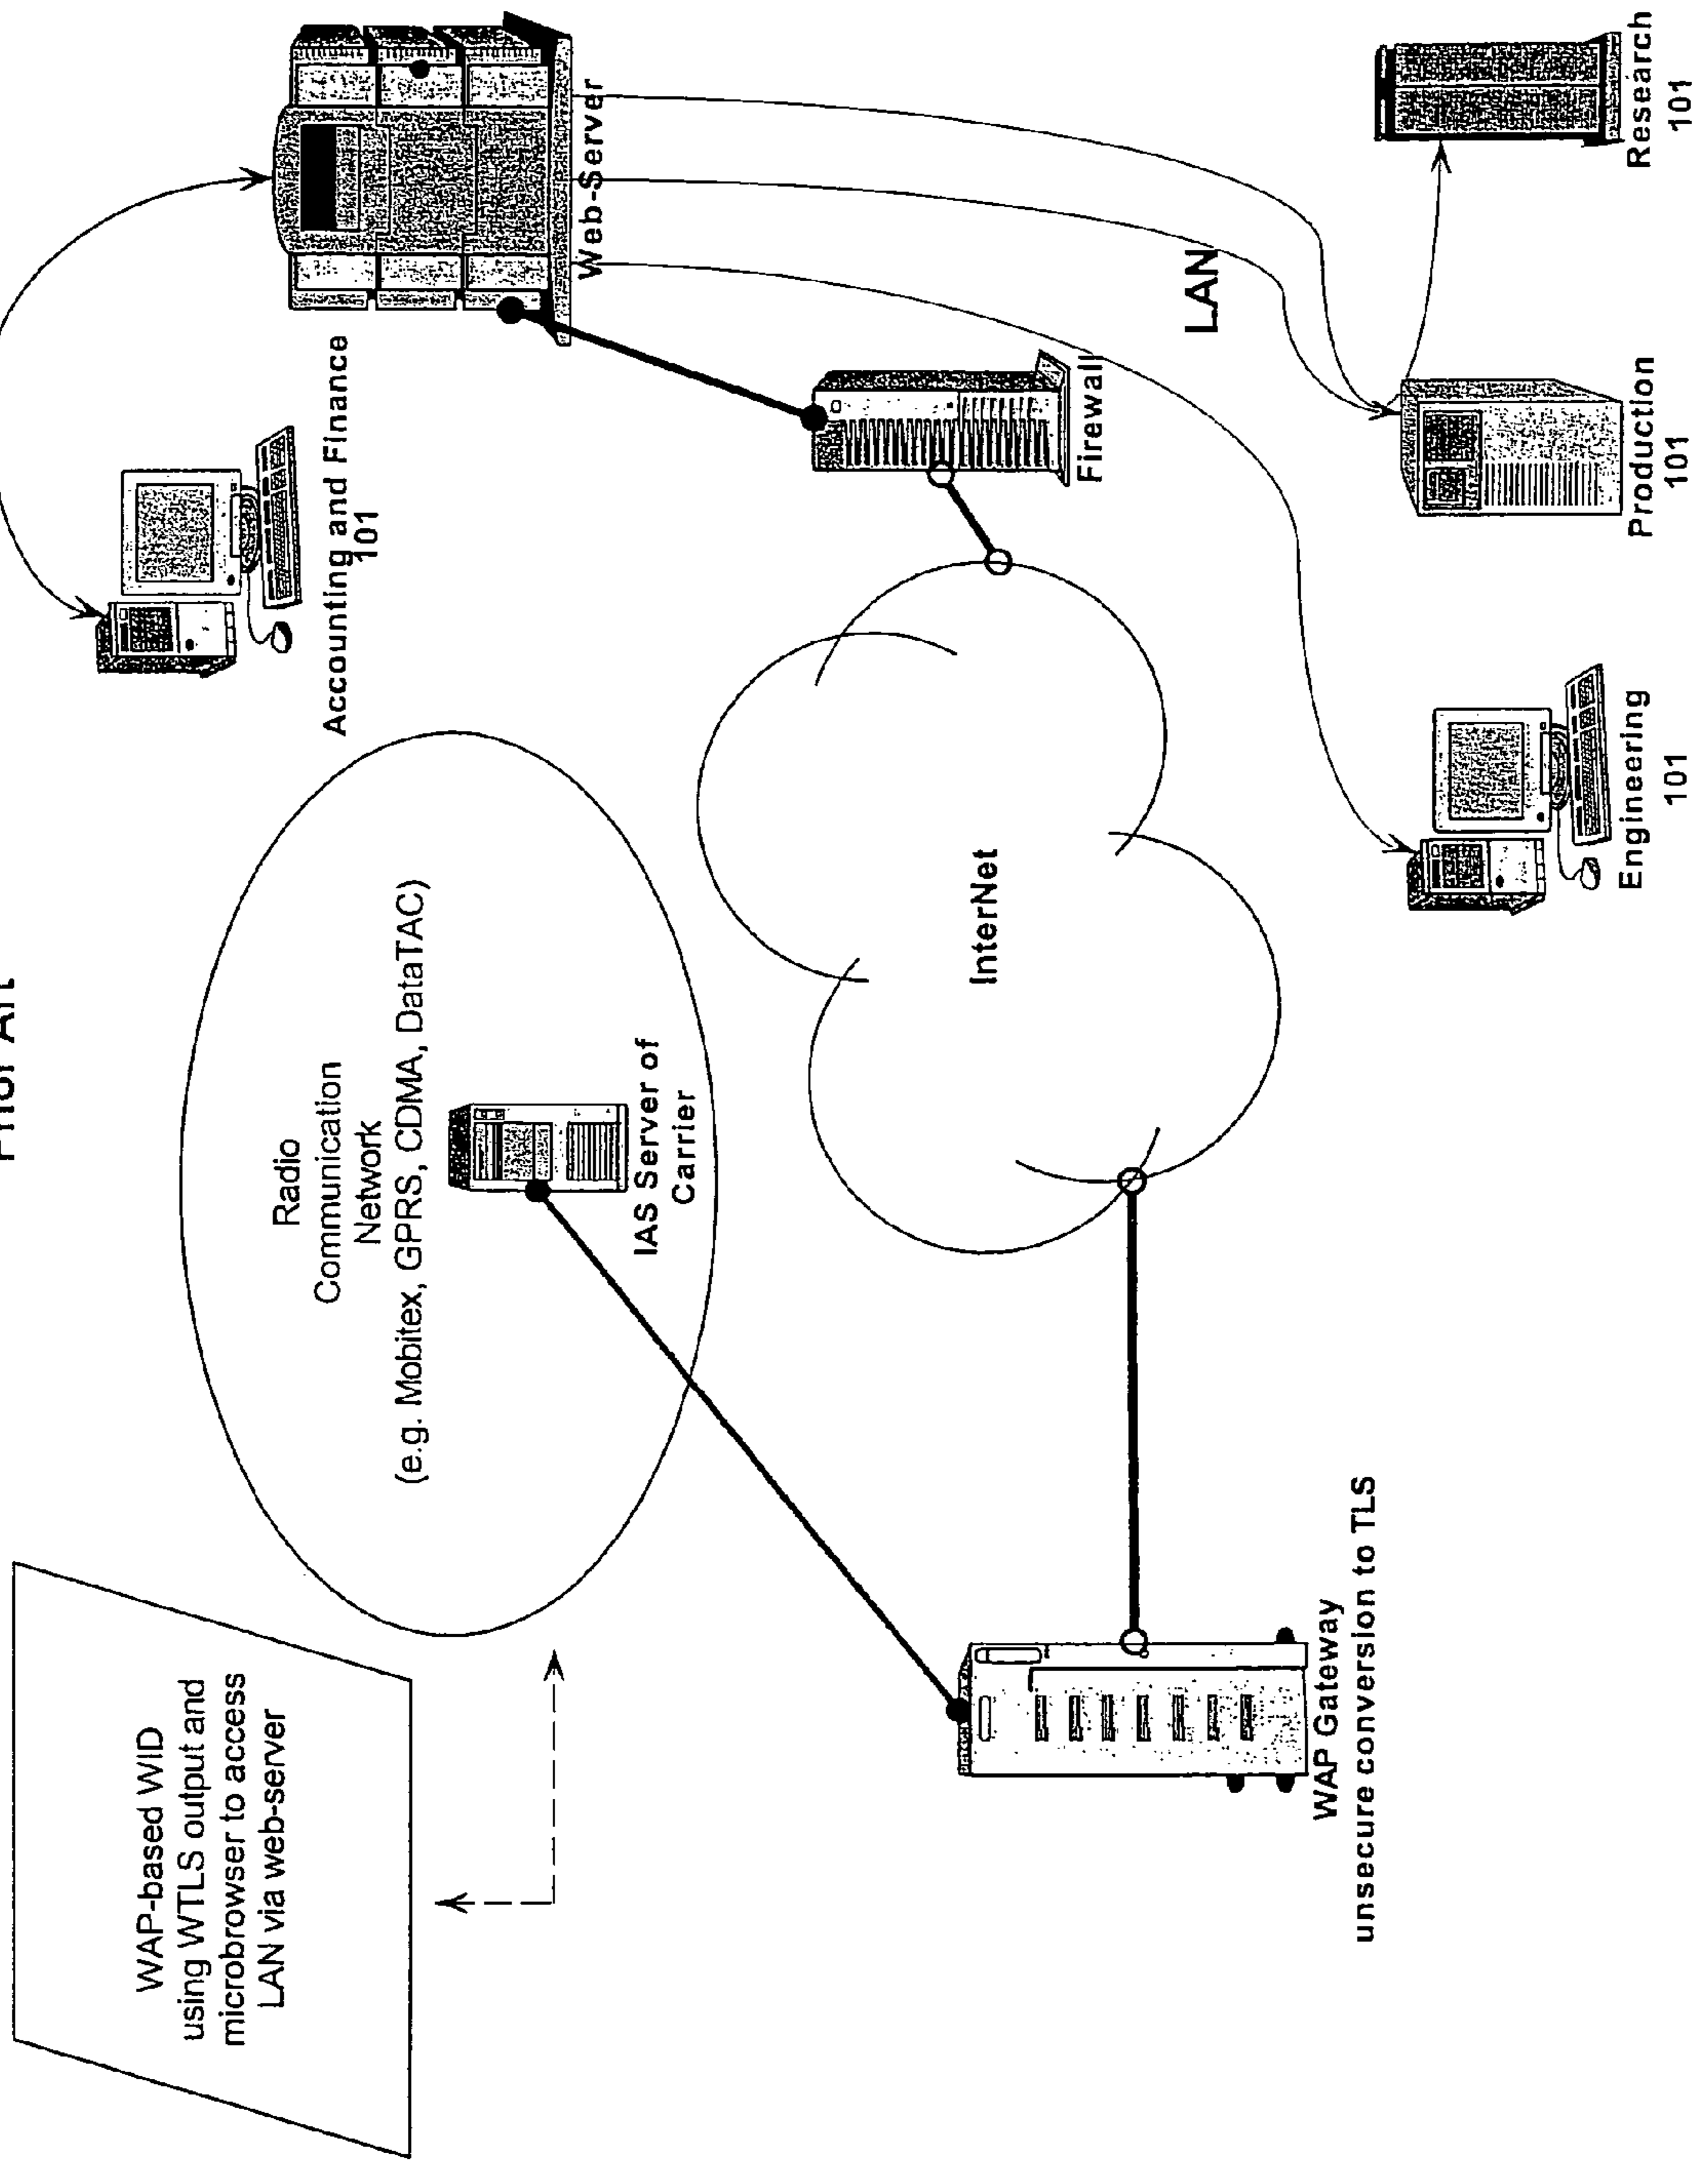 Prior Art
WAP-based WID
using WTLS output and
microbrowser to access
LAN via web-server
Radio
Communication
Network
(e.g. Mobitex, GPRS, CDMA, DataTAC)
IAS Server of
Carrier
Accounting and Finance
101
Web-Server
Firewall
InterNet
LAN
WAP Gateway
unsecure conversion to TLS
Engineering
101
Production
101
Research
101